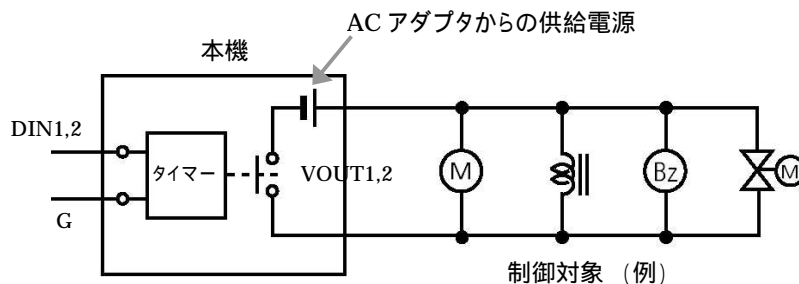 ACアダプタからの供給電源
本機
DIN1,2
タイマー
VOUT1,2
G
M
Bz
M
制御対象 (例)